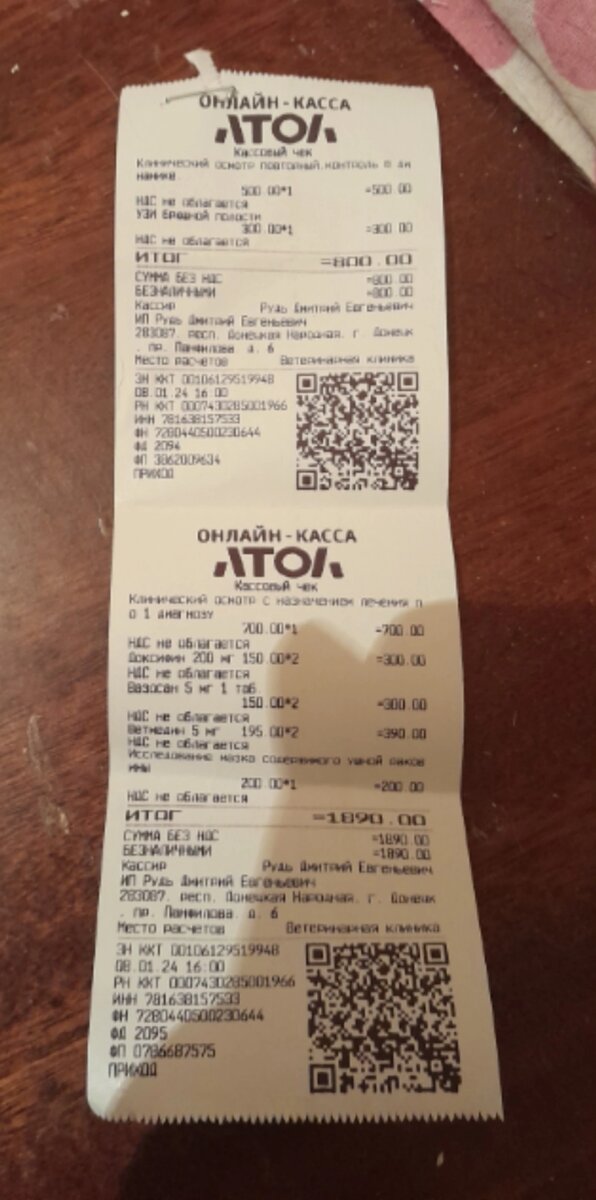 ОНЛАЙН-КАССА
АТОЛ
Кассовый чек
Клинический осмотр повторный, контроль в ди
намике.
500.00*1 =500.00
НДС не облагается
УЗИ брюшной полости
300.00*1 =300.00
НДС не облагается
ИТОГ =800.00
СУММА БЕЗ НДС =800.00
БЕЗНАЛИЧНЫМИ =800.00
Кассир Рудь Дмитрий Евгеньевич
ИП Рудь Дмитрий Евгеньевич
283087, респ. Донецкая Народная, г. Донецк
, пр. Панфилова, д. 6
Место расчетов Ветеринарная клиника
ЗН ККТ 00106129519948
08.01.24 16:00
РН ККТ 0007430285001966
ИНН 781638157533
ФН 7280440500230644
ФД 2094
ФП 3862009634
ПРИХОД
ОНЛАЙН-КАССА
АТОЛ
Кассовый чек
Клинический осмотр с назначением лечения п
о 1 диагнозу
700.00*1 =700.00
НДС не облагается
Доксифин 200 мг 150.00*2 =300.00
НДС не облагается
Вазосан 5 мг 1 таб.
150.00*2 =300.00
НДС не облагается
Ветмедин 5 мг 195.00*2 =390.00
НДС не облагается
Исследование мазка содержимого ушной раков
ины
200.00*1 =200.00
НДС не облагается
ИТОГ =1890.00
СУММА БЕЗ НДС =1890.00
БЕЗНАЛИЧНЫМИ =1890.00
Кассир Рудь Дмитрий Евгеньевич
ИП Рудь Дмитрий Евгеньевич
283087, респ. Донецкая Народная, г. Донецк
, пр. Панфилова, д. 6
Место расчетов Ветеринарная клиника
ЗН ККТ 00106129519948
08.01.24 16:00
РН ККТ 0007430285001966
ИНН 781638157533
ФН 7280440500230644
ФД 2095
ФП 0786687575
ПРИХОД